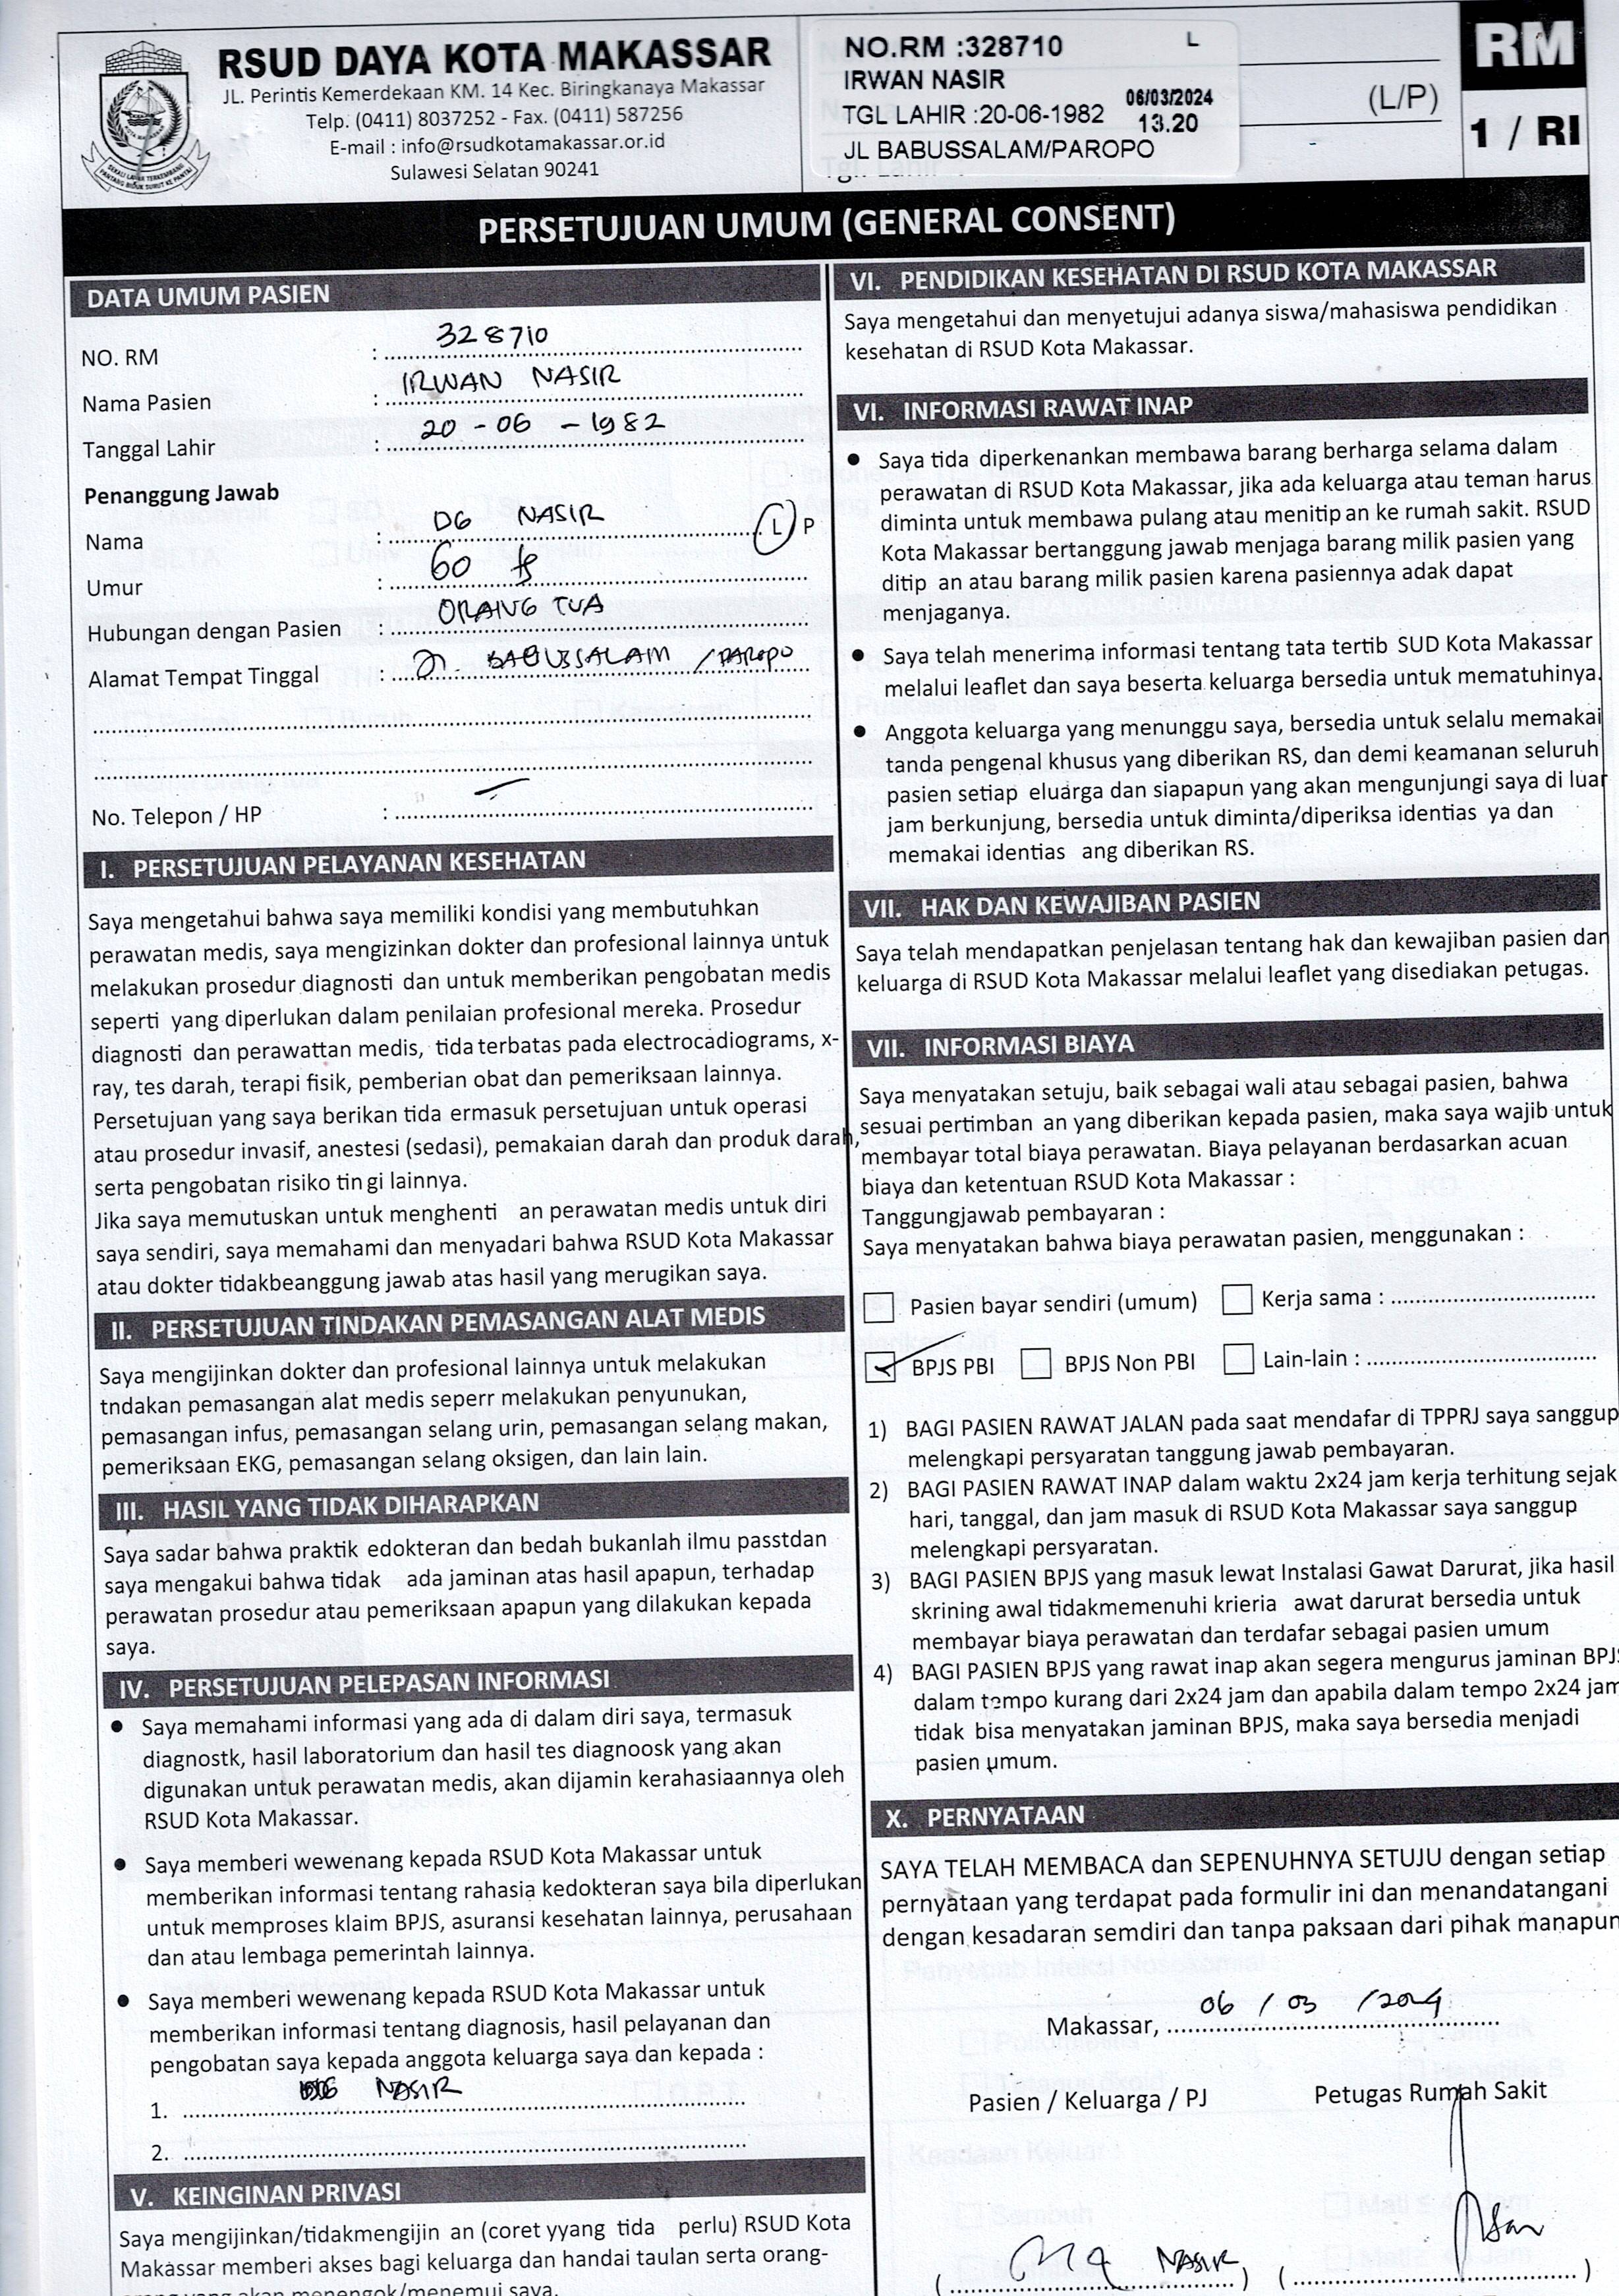 RSUD DAYA KOTA MAKASSAR
JL. Perintis Kemerdekaan KM. 14 Kec. Biringkanaya Makassar
Telp. (0411) 8037252 - Fax. (0411) 587256
E-mail : info@rsudkotamakassar.or.id
Sulawesi Selatan 90241
NO.RM :328710 L
IRWAN NASIR
TGL LAHIR :20-06-1982 06/03/2024 13.20
JL BABUSSALAM/PAROPO
(L/P)
RM
1 / RI
PERSETUJUAN UMUM (GENERAL CONSENT)
DATA UMUM PASIEN
NO. RM : 328710
Nama Pasien : IRWAN NASIR
Tanggal Lahir : 20 - 06 - 1982
Penanggung Jawab
Nama : DG NASIR L P
Umur : 60
Hubungan dengan Pasien : ORANG TUA
Alamat Tempat Tinggal : Jl. BABUSSALAM / PAROPO
No. Telepon / HP : -
I. PERSETUJUAN PELAYANAN KESEHATAN
Saya mengetahui bahwa saya memiliki kondisi yang membutuhkan
perawatan medis, saya mengizinkan dokter dan profesional lainnya untuk
melakukan prosedur diagnosti dan untuk memberikan pengobatan medis
seperti yang diperlukan dalam penilaian profesional mereka. Prosedur
diagnosti dan perawattan medis, tida terbatas pada electrocadiograms, x-
ray, tes darah, terapi fisik, pemberian obat dan pemeriksaan lainnya.
Persetujuan yang saya berikan tida ermasuk persetujuan untuk operasi
atau prosedur invasif, anestesi (sedasi), pemakaian darah dan produk darah,
serta pengobatan risiko tin gi lainnya.
Jika saya memutuskan untuk menghenti an perawatan medis untuk diri
saya sendiri, saya memahami dan menyadari bahwa RSUD Kota Makassar
atau dokter tidakbeanggung jawab atas hasil yang merugikan saya.
II. PERSETUJUAN TINDAKAN PEMASANGAN ALAT MEDIS
Saya mengijinkan dokter dan profesional lainnya untuk melakukan
tndakan pemasangan alat medis seperr melakukan penyunukan,
pemasangan infus, pemasangan selang urin, pemasangan selang makan,
pemeriksaan EKG, pemasangan selang oksigen, dan lain lain.
III. HASIL YANG TIDAK DIHARAPKAN
Saya sadar bahwa praktik edokteran dan bedah bukanlah ilmu passtdan
saya mengakui bahwa tidak ada jaminan atas hasil apapun, terhadap
perawatan prosedur atau pemeriksaan apapun yang dilakukan kepada
saya.
IV. PERSETUJUAN PELEPASAN INFORMASI
● Saya memahami informasi yang ada di dalam diri saya, termasuk
diagnostk, hasil laboratorium dan hasil tes diagnoosk yang akan
digunakan untuk perawatan medis, akan dijamin kerahasiaannya oleh
RSUD Kota Makassar.
● Saya memberi wewenang kepada RSUD Kota Makassar untuk
memberikan informasi tentang rahasia kedokteran saya bila diperlukan
untuk memproses klaim BPJS, asuransi kesehatan lainnya, perusahaan
dan atau lembaga pemerintah lainnya.
● Saya memberi wewenang kepada RSUD Kota Makassar untuk
memberikan informasi tentang diagnosis, hasil pelayanan dan
pengobatan saya kepada anggota keluarga saya dan kepada :
1. DG NASIR
2.
V. KEINGINAN PRIVASI
Saya mengijinkan/tidakmengijin an (coret yyang tida perlu) RSUD Kota
Makassar memberi akses bagi keluarga dan handai taulan serta orang-
orang yang akan menengok/menemui saya.
VI. PENDIDIKAN KESEHATAN DI RSUD KOTA MAKASSAR
Saya mengetahui dan menyetujui adanya siswa/mahasiswa pendidikan
kesehatan di RSUD Kota Makassar.
VI. INFORMASI RAWAT INAP
● Saya tida diperkenankan membawa barang berharga selama dalam
perawatan di RSUD Kota Makassar, jika ada keluarga atau teman harus
diminta untuk membawa pulang atau menitip an ke rumah sakit. RSUD
Kota Makassar bertanggung jawab menjaga barang milik pasien yang
ditip an atau barang milik pasien karena pasiennya adak dapat
menjaganya.
● Saya telah menerima informasi tentang tata tertib SUD Kota Makassar
melalui leaflet dan saya beserta keluarga bersedia untuk mematuhinya.
● Anggota keluarga yang menunggu saya, bersedia untuk selalu memakai
tanda pengenal khusus yang diberikan RS, dan demi keamanan seluruh
pasien setiap eluarga dan siapapun yang akan mengunjungi saya di luar
jam berkunjung, bersedia untuk diminta/diperiksa identias ya dan
memakai identias ang diberikan RS.
VII. HAK DAN KEWAJIBAN PASIEN
Saya telah mendapatkan penjelasan tentang hak dan kewajiban pasien dan
keluarga di RSUD Kota Makassar melalui leaflet yang disediakan petugas.
VII. INFORMASI BIAYA
Saya menyatakan setuju, baik sebagai wali atau sebagai pasien, bahwa
sesuai pertimban an yang diberikan kepada pasien, maka saya wajib untuk
membayar total biaya perawatan. Biaya pelayanan berdasarkan acuan
biaya dan ketentuan RSUD Kota Makassar :
Tanggungjawab pembayaran :
Saya menyatakan bahwa biaya perawatan pasien, menggunakan :
Pasien bayar sendiri (umum) Kerja sama :
BPJS PBI BPJS Non PBI Lain-lain :
1) BAGI PASIEN RAWAT JALAN pada saat mendafar di TPPRJ saya sanggup
melengkapi persyaratan tanggung jawab pembayaran.
2) BAGI PASIEN RAWAT INAP dalam waktu 2x24 jam kerja terhitung sejak
hari, tanggal, dan jam masuk di RSUD Kota Makassar saya sanggup
melengkapi persyaratan.
3) BAGI PASIEN BPJS yang masuk lewat Instalasi Gawat Darurat, jika hasil
skrining awal tidakmemenuhi krieria awat darurat bersedia untuk
membayar biaya perawatan dan terdafar sebagai pasien umum
4) BAGI PASIEN BPJS yang rawat inap akan segera mengurus jaminan BPJS
dalam tempo kurang dari 2x24 jam dan apabila dalam tempo 2x24 jam
tidak bisa menyatakan jaminan BPJS, maka saya bersedia menjadi
pasien umum.
X. PERNYATAAN
SAYA TELAH MEMBACA dan SEPENUHNYA SETUJU dengan setiap
pernyataan yang terdapat pada formulir ini dan menandatangani
dengan kesadaran semdiri dan tanpa paksaan dari pihak manapun
Makassar, 06 / 03 / 2024
Pasien / Keluarga / PJ Petugas Rumah Sakit
( NASIR ) ( )